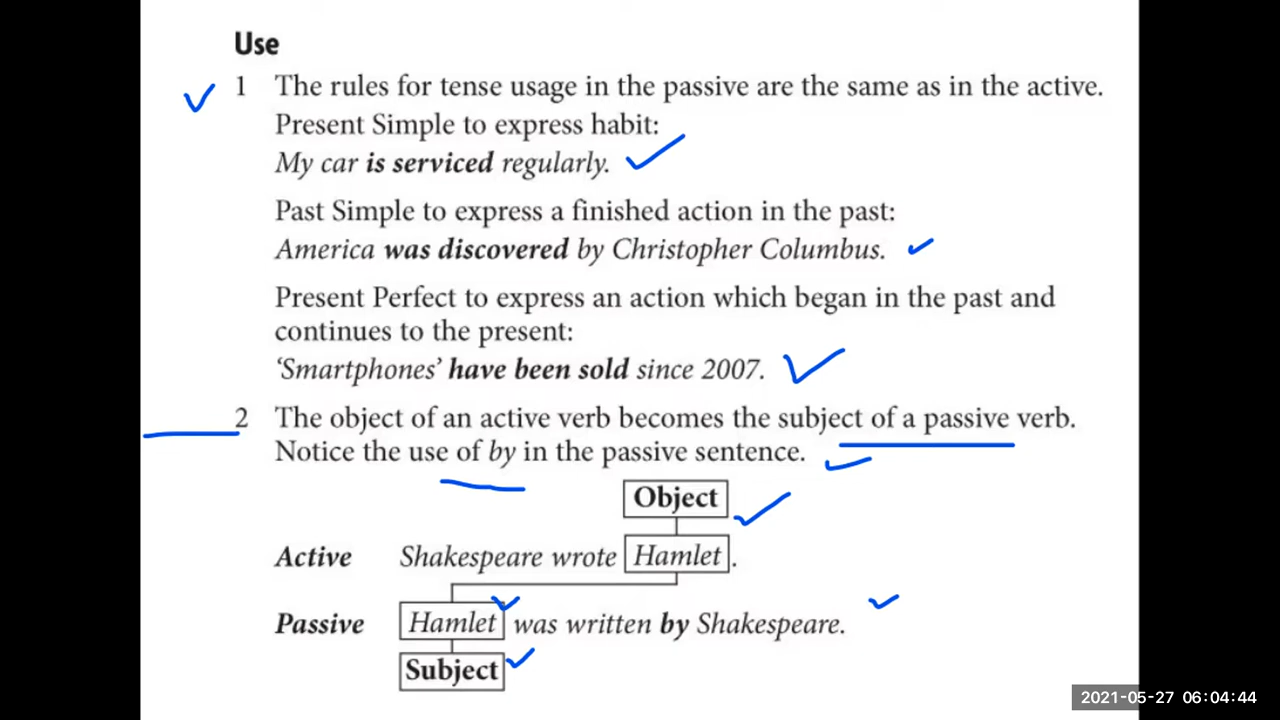 Use
1 The rules for tense usage in the passive are the same as in the active.
Present Simple to express habit:
My car is serviced regularly.
Past Simple to express a finished action in the past:
America was discovered by Christopher Columbus.
Present Perfect to express an action which began in the past and
continues to the present:
‘Smartphones’ have been sold since 2007.
2 The object of an active verb becomes the subject of a passive verb.
Notice the use of by in the passive sentence.
Object
Active Shakespeare wrote Hamlet.
Passive Hamlet was written by Shakespeare.
Subject
2021-05-27 06:04:44